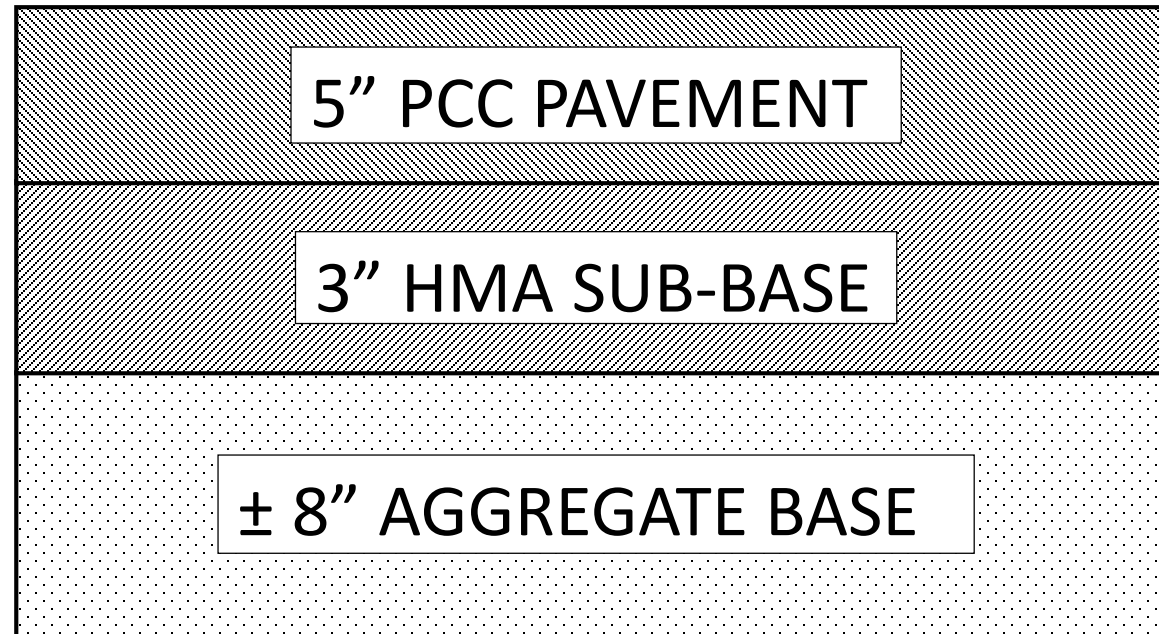 5” PCC PAVEMENT
3” HMA SUB-BASE
± 8” AGGREGATE BASE